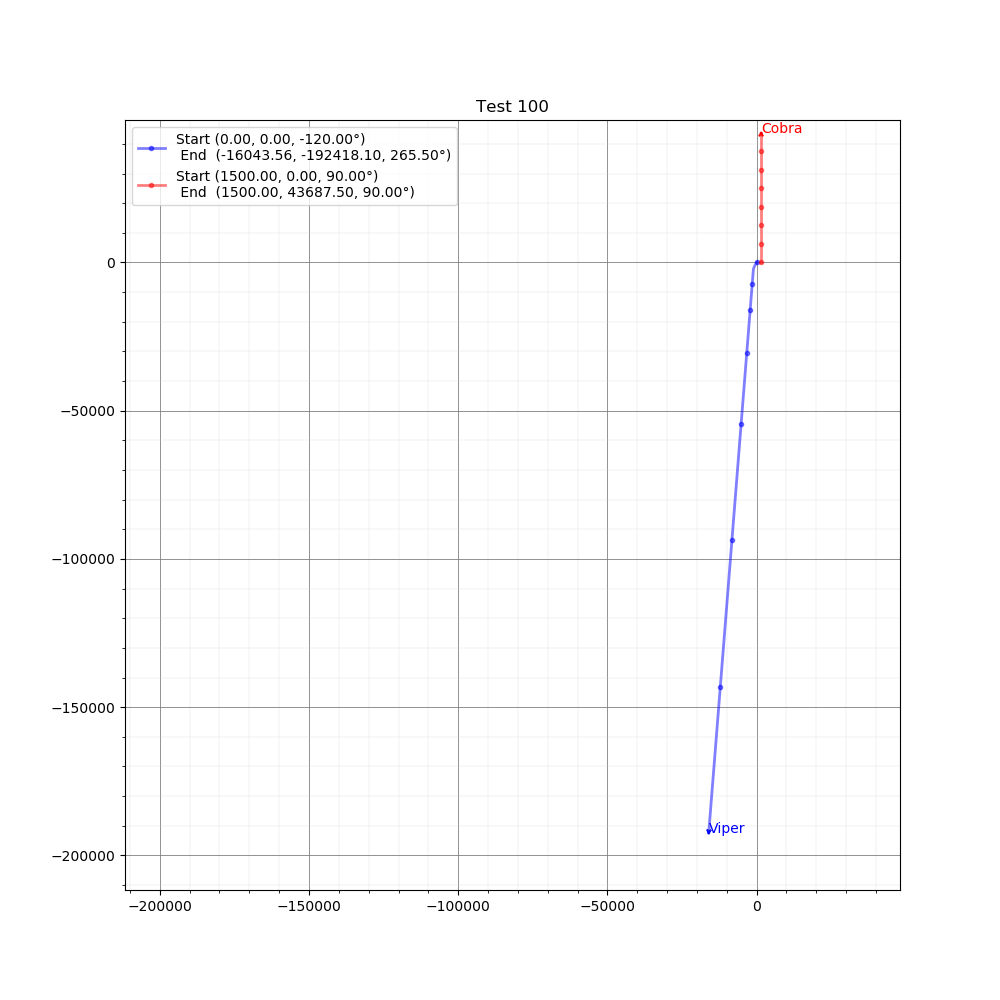 Test 100
Start (0.00, 0.00, -120.00°)
End (-16043.56, -192418.10, 265.50°)
Start (1500.00, 0.00, 90.00°)
End (1500.00, 43687.50, 90.00°)
Cobra
0
−50000
−100000
−150000
−200000
Viper
−200000 −150000 −100000 −50000 0